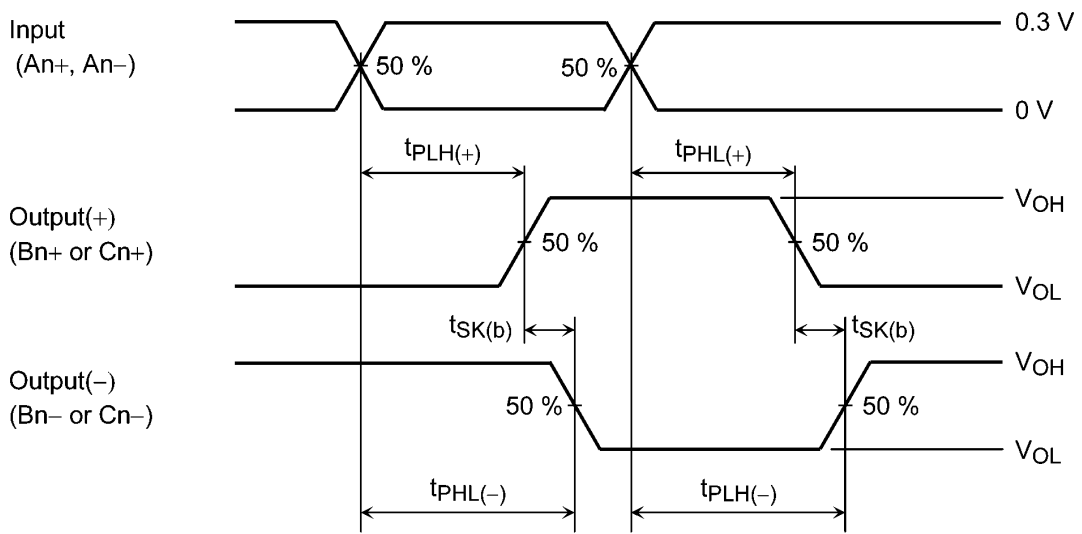 Input
(An+, An−)
50 %
50 %
0.3 V
0 V
tPLH(+)
tPHL(+)
Output(+)
(Bn+ or Cn+)
50 %
50 %
VOH
VOL
tSK(b)
tSK(b)
Output(−)
(Bn− or Cn−)
50 %
50 %
VOH
VOL
tPHL(−)
tPLH(−)